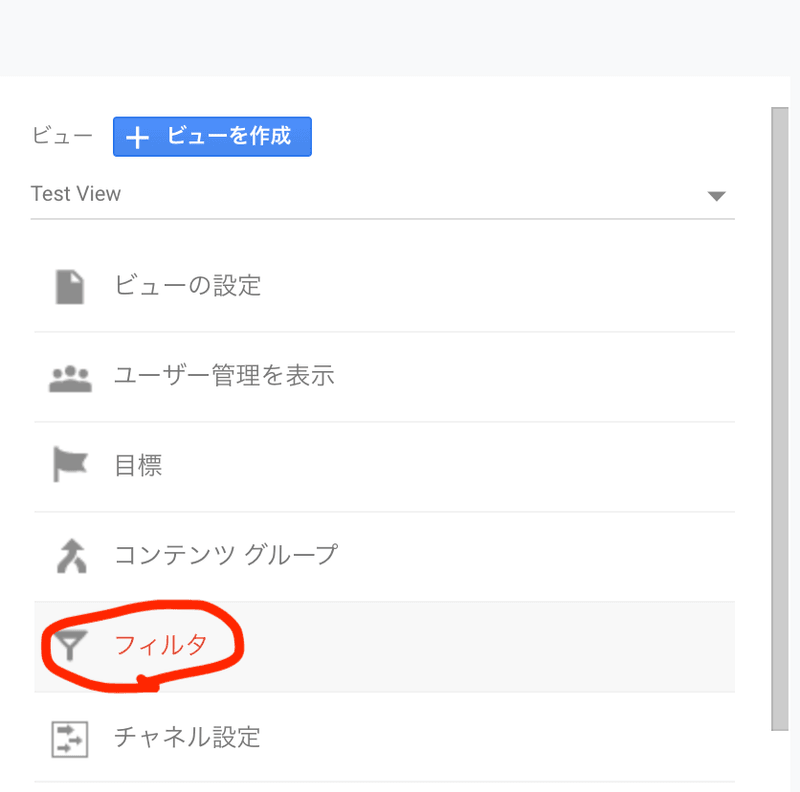 ビュー ＋ ビューを作成
Test View
ビューの設定
ユーザー管理を表示
目標
コンテンツ グループ
フィルタ
チャネル設定